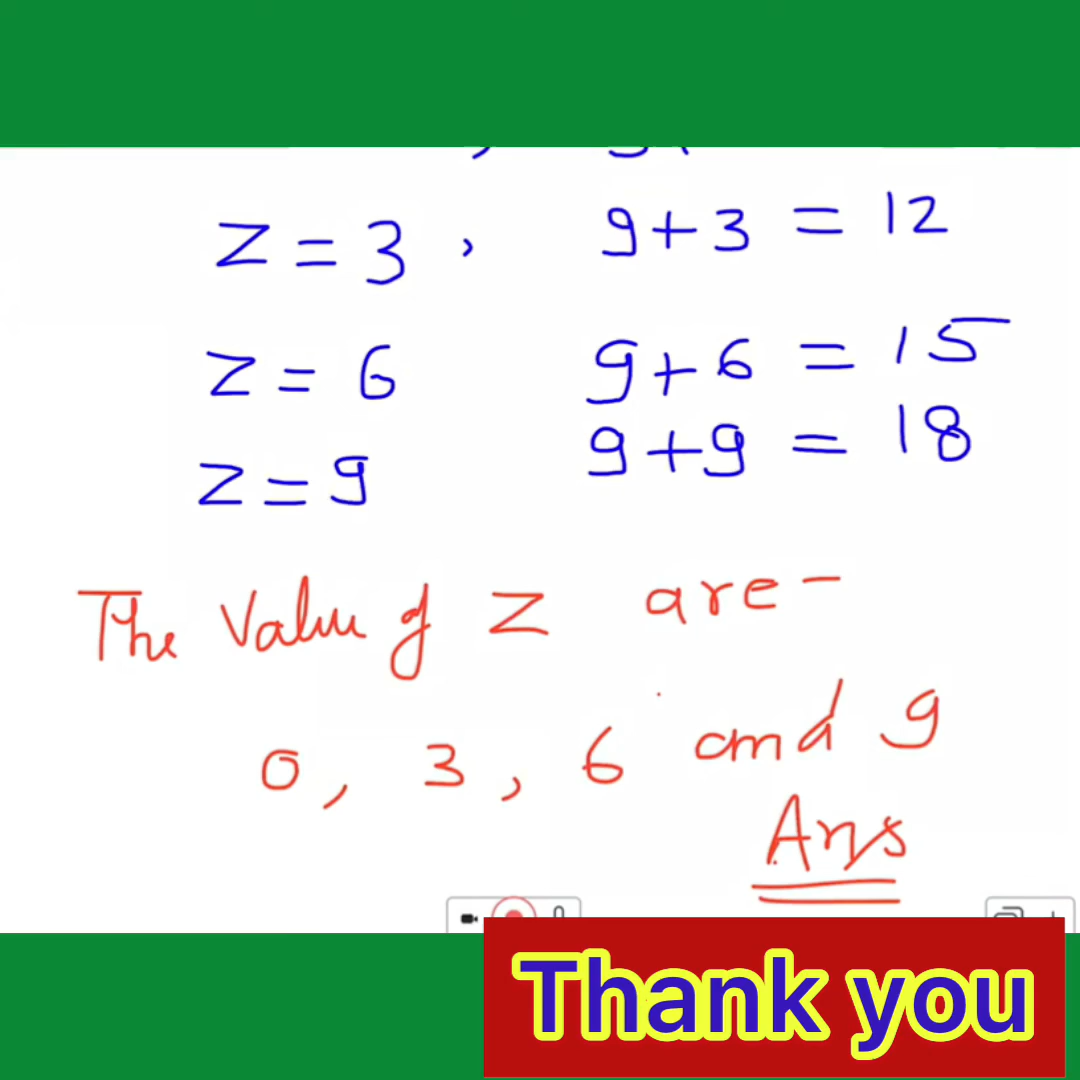 z = 3 , 9+3 = 12
z = 6 9+6 = 15
z = 9 9+9 = 18
The Value of z are -
0, 3, 6 and 9
Ans
Thank you